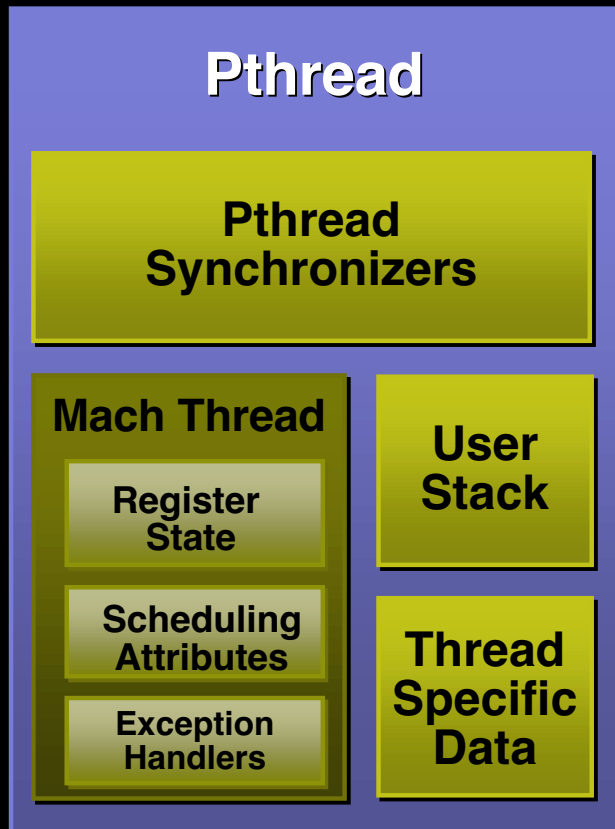 Pthread
Pthread
Synchronizers
Mach Thread
Register
State
Scheduling
Attributes
Exception
Handlers
User
Stack
Thread
Specific
Data